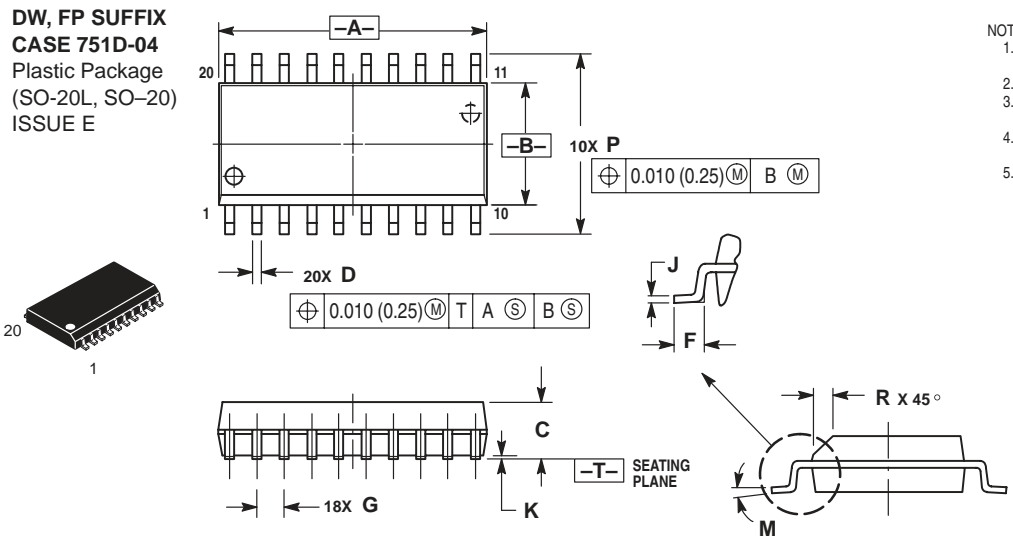 DW, FP SUFFIX
CASE 751D-04
Plastic Package
(SO-20L, SO–20)
ISSUE E
–A–
20
11
–B–
10X P
⌖ 0.010 (0.25) Ⓜ B Ⓜ
1
10
20X D
⌖ 0.010 (0.25) Ⓜ T A Ⓢ B Ⓢ
20
1
J
F
C
K
–T– SEATING
PLANE
18X G
R X 45°
M
NOT
1.
2.
3.
4.
5.